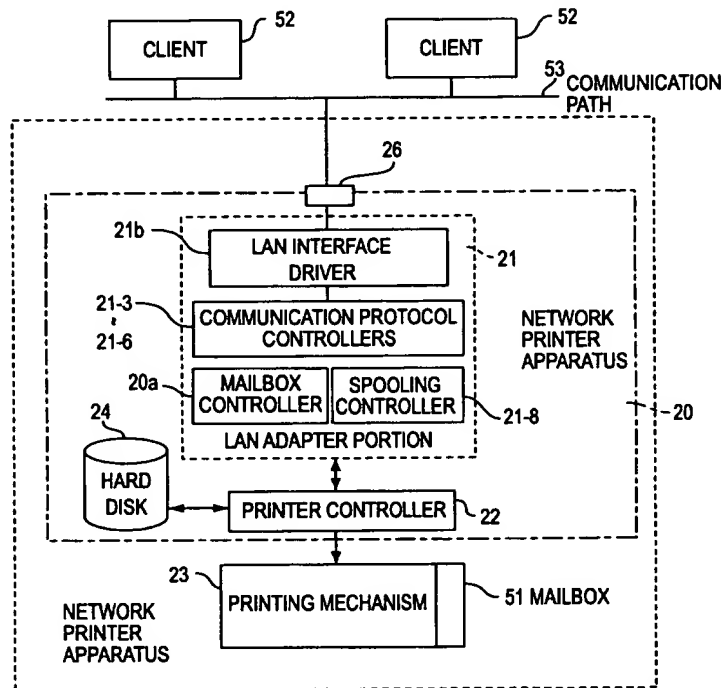 52
52
CLIENT
CLIENT
53
COMMUNICATION
PATH
26
21b
LAN INTERFACE
DRIVER
21
21-3
~
21-6
COMMUNICATION PROTOCOL
CONTROLLERS
NETWORK
PRINTER
APPARATUS
20a
MAILBOX
CONTROLLER
SPOOLING
CONTROLLER
21-8
20
24
LAN ADAPTER PORTION
HARD
DISK
PRINTER CONTROLLER
22
23
PRINTING MECHANISM
51 MAILBOX
NETWORK
PRINTER
APPARATUS